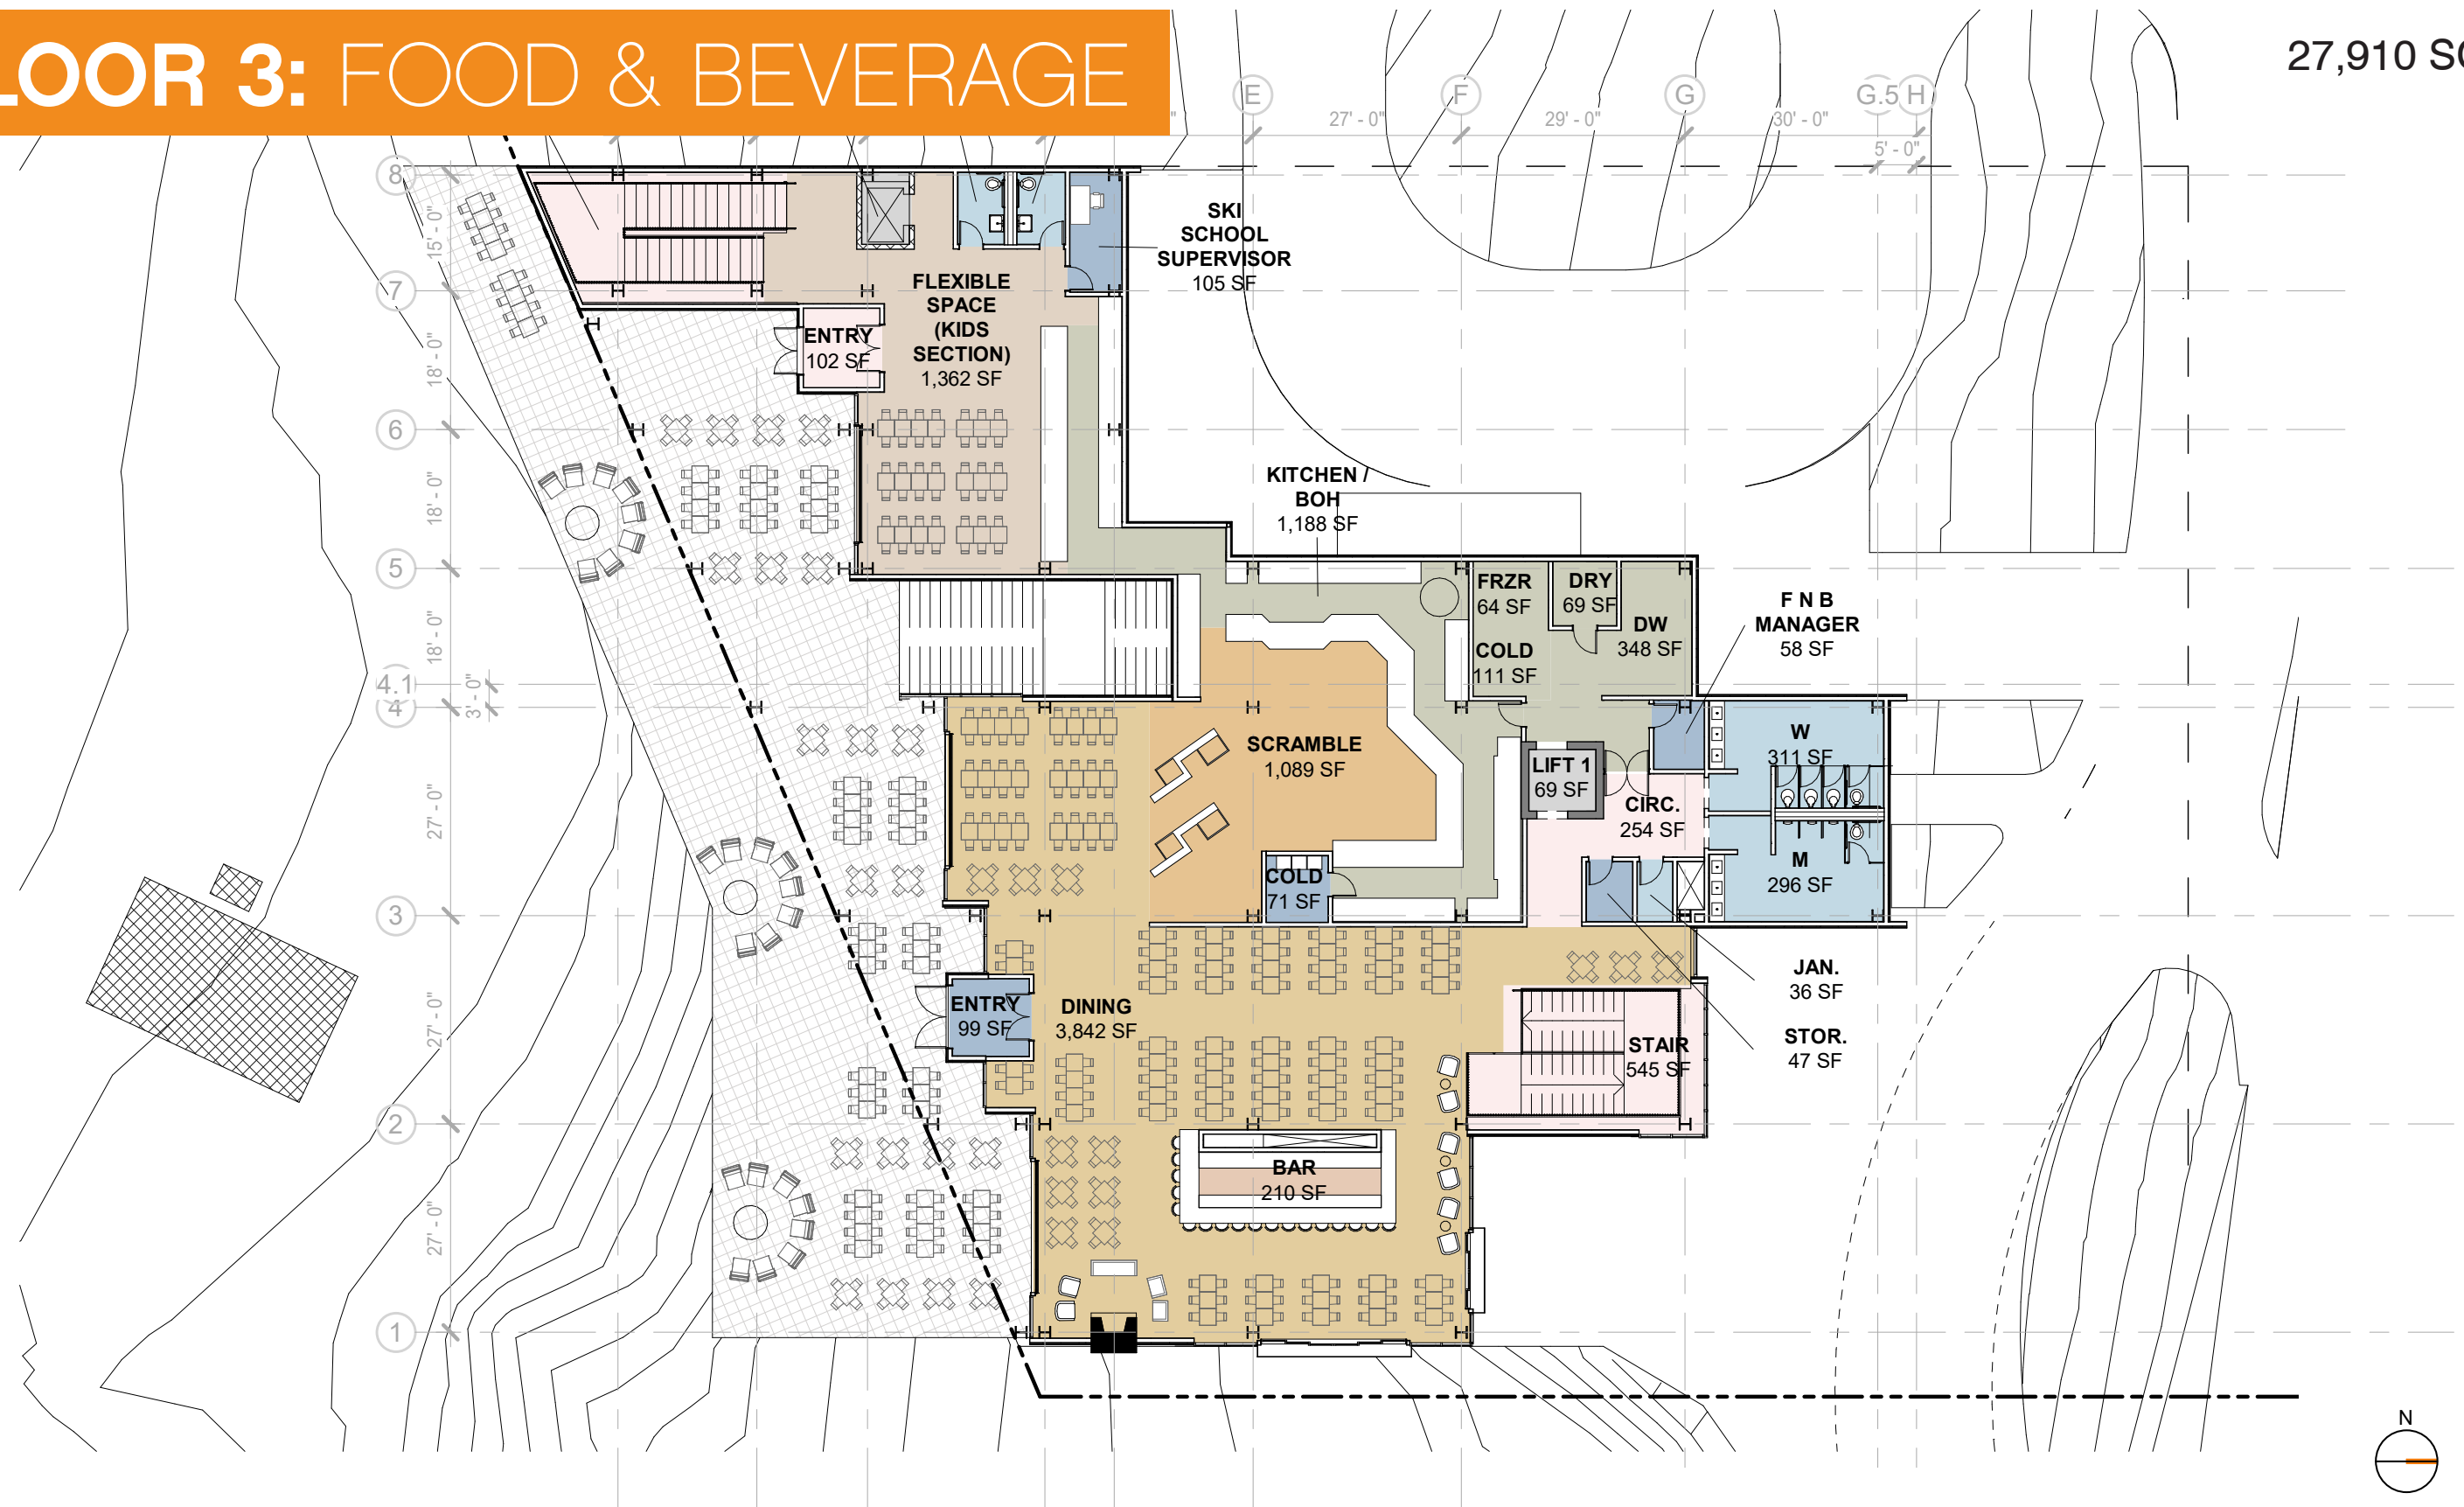 LOOR 3: FOOD & BEVERAGE
27,910 SQ
E
F
G
G.5
H
27' - 0"
29' - 0"
30' - 0"
5' - 0"
8
15' - 0"
7
18' - 0"
6
18' - 0"
5
18' - 0"
4.1
3' - 0"
4
27' - 0"
3
27' - 0"
2
27' - 0"
1
SKI
SCHOOL
SUPERVISOR
105 SF
FLEXIBLE
SPACE
(KIDS
SECTION)
1,362 SF
ENTRY
102 SF
KITCHEN /
BOH
1,188 SF
FRZR
64 SF
DRY
69 SF
COLD
111 SF
DW
348 SF
F N B
MANAGER
58 SF
SCRAMBLE
1,089 SF
LIFT 1
69 SF
W
311 SF
CIRC.
254 SF
M
296 SF
COLD
71 SF
JAN.
36 SF
STOR.
47 SF
ENTRY
99 SF
DINING
3,842 SF
STAIR
545 SF
BAR
210 SF
N